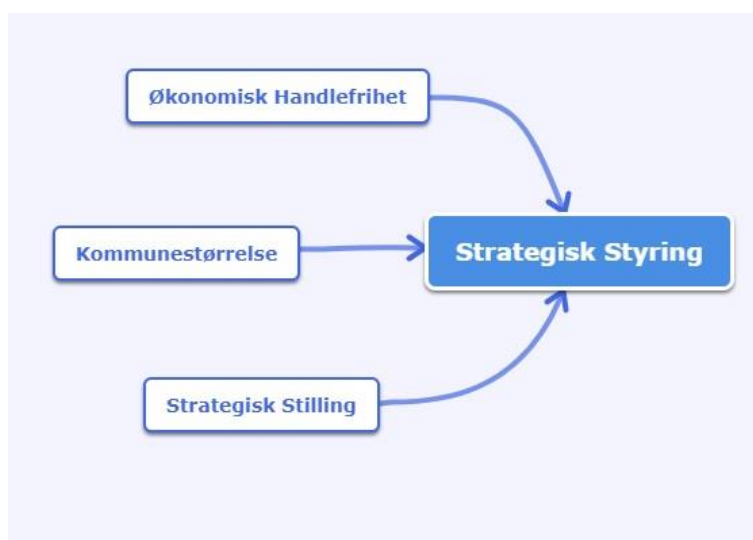 Økonomisk Handlefrihet
Kommunestørrelse
Strategisk Styring
Strategisk Stilling